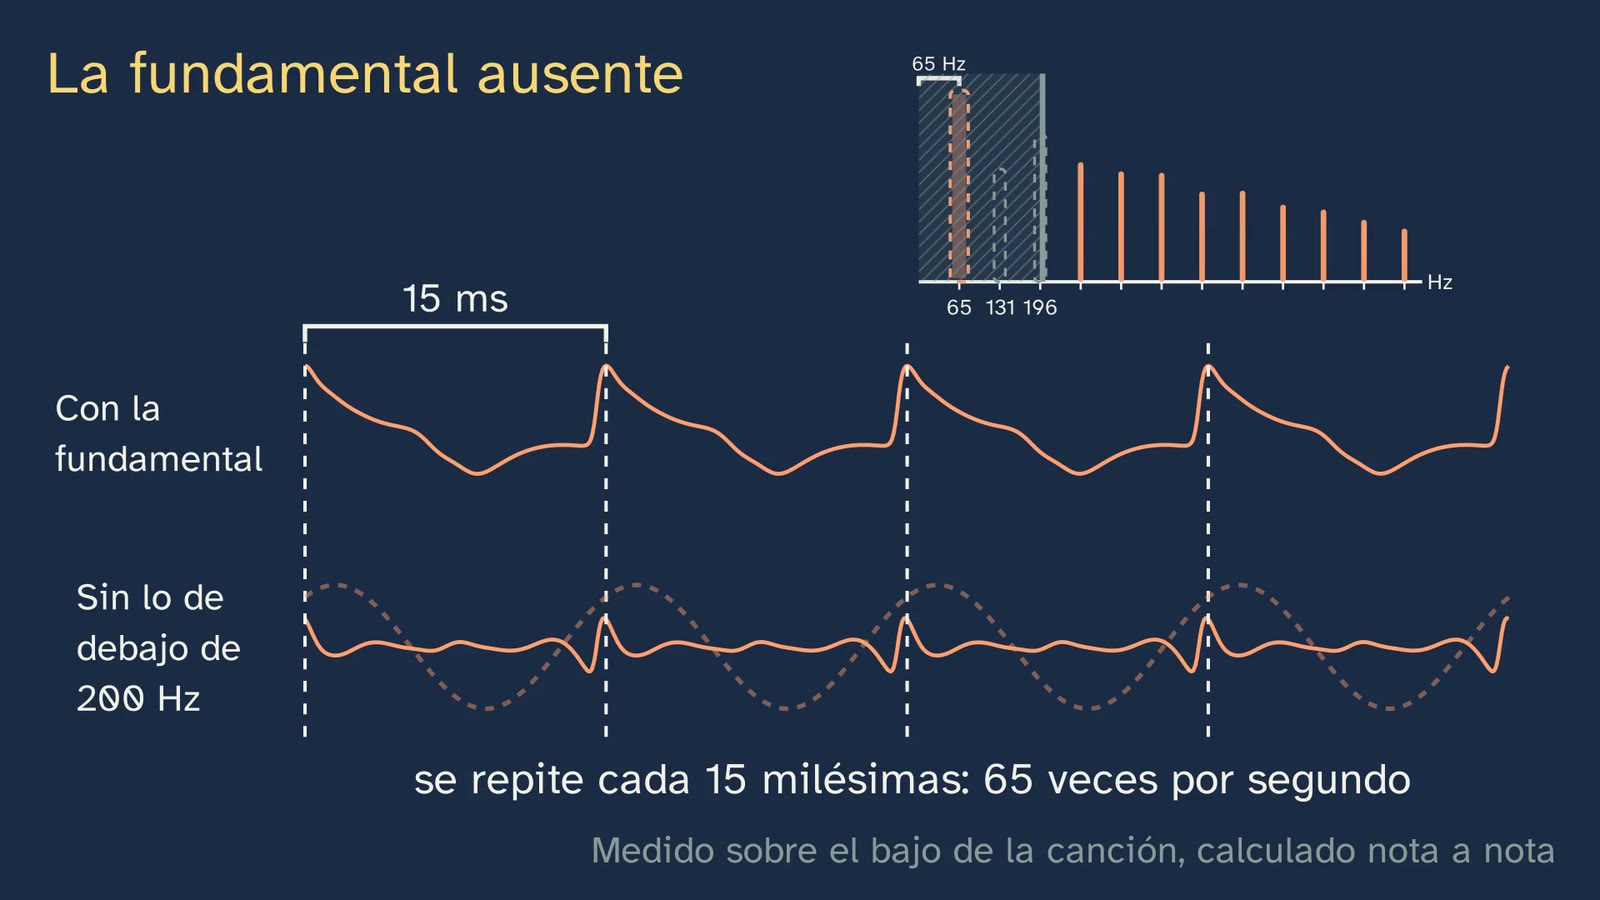 La fundamental ausente
65 Hz
Hz
65 131 196
15 ms
Con la
fundamental
Sin lo de
debajo de
200 Hz
se repite cada 15 milésimas: 65 veces por segundo
Medido sobre el bajo de la canción, calculado nota a nota